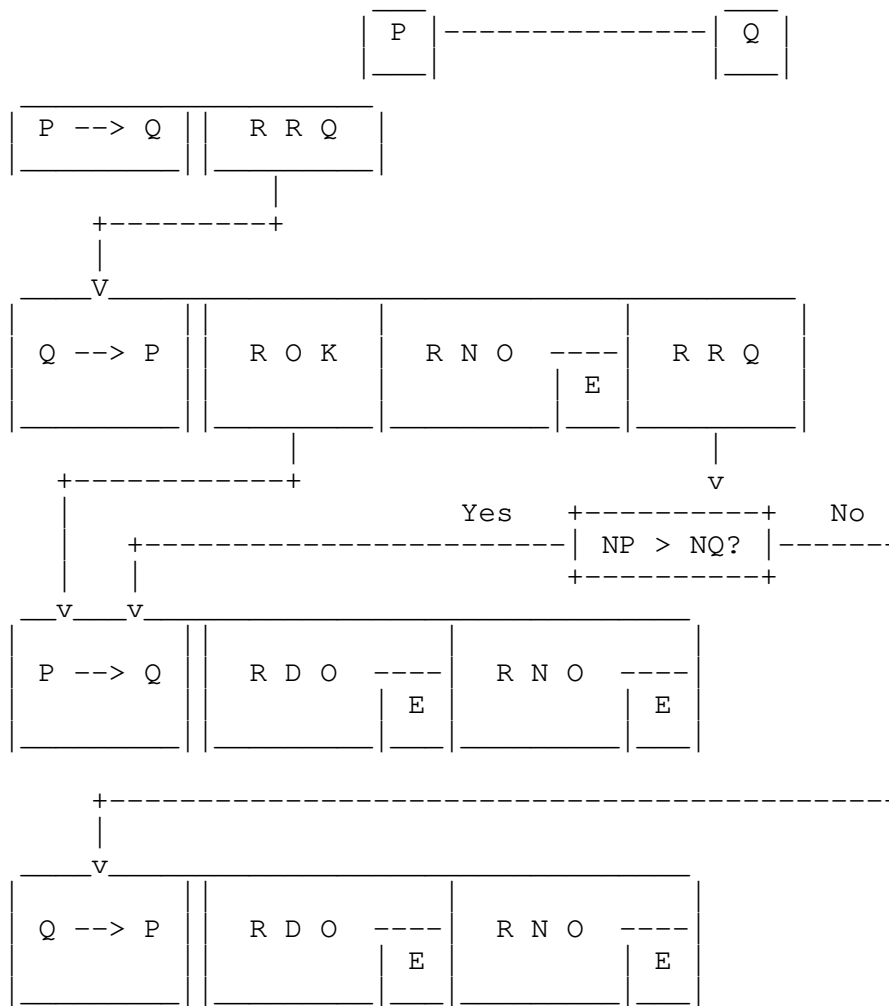 P Q
P --> Q R R Q
Q --> P R O K R N O R R Q
E
Yes No
NP > NQ?
P --> Q R D O R N O
E E
Q --> P R D O R N O
E E